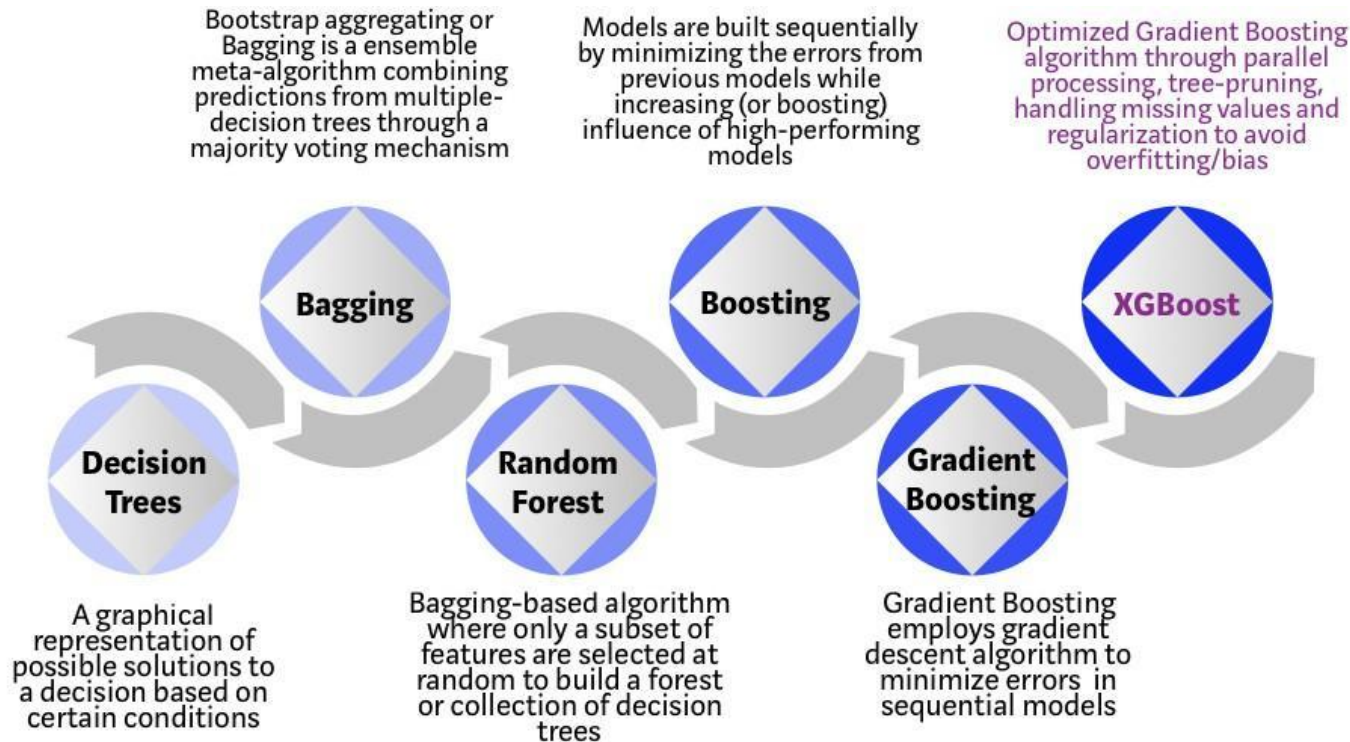 Bootstrap aggregating or
Bagging is a ensemble
meta-algorithm combining
predictions from multiple-
decision trees through a
majority voting mechanism
Models are built sequentially
by minimizing the errors from
previous models while
increasing (or boosting)
influence of high-performing
models
Optimized Gradient Boosting
algorithm through parallel
processing, tree-pruning,
handling missing values and
regularization to avoid
overfitting/bias
Bagging
Boosting
XGBoost
Decision
Trees
Random
Forest
Gradient
Boosting
A graphical
representation of
possible solutions to
a decision based on
certain conditions
Bagging-based algorithm
where only a subset of
features are selected at
random to build a forest
or collection of decision
trees
Gradient Boosting
employs gradient
descent algorithm to
minimize errors in
sequential models